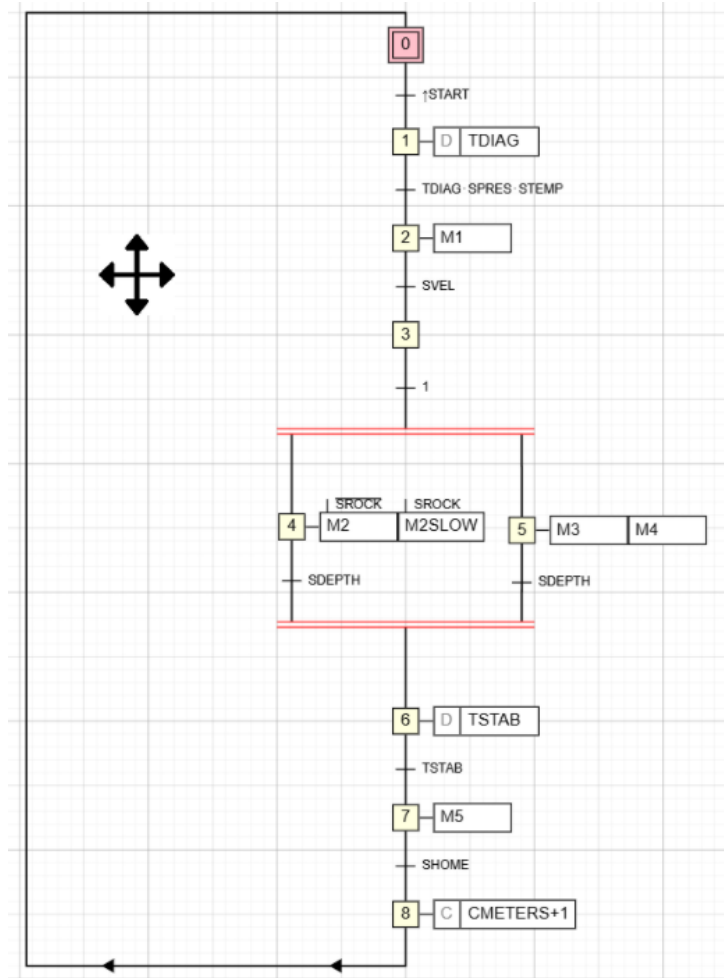 0
↑START
1 D TDIAG
TDIAG·SPRES·STEMP
2 M1
SVEL
3
1
S̅R̅O̅C̅K̅ SROCK
4 M2 M2SLOW 5 M3 M4
SDEPTH SDEPTH
6 D TSTAB
TSTAB
7 M5
SHOME
8 C CMETERS+1